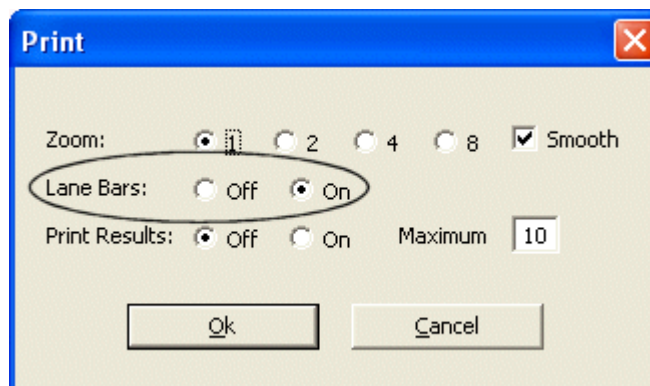 Print
Zoom: 1 2 4 8 Smooth
Lane Bars: Off On
Print Results: Off On Maximum 10
Ok Cancel